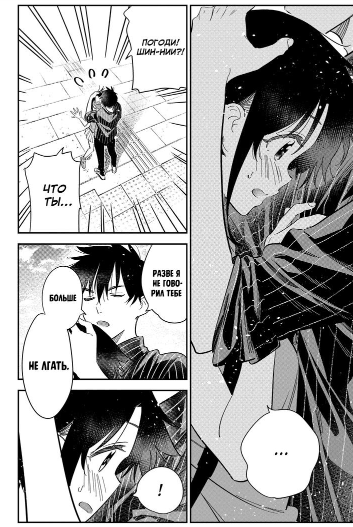 ...
ПОГОДИ!
ШИН-НИИ?!
ЧТО
ТЫ...
РАЗВЕ Я
НЕ ГОВО-
РИЛ ТЕБЕ
БОЛЬШЕ
НЕ ЛГАТЬ.
!